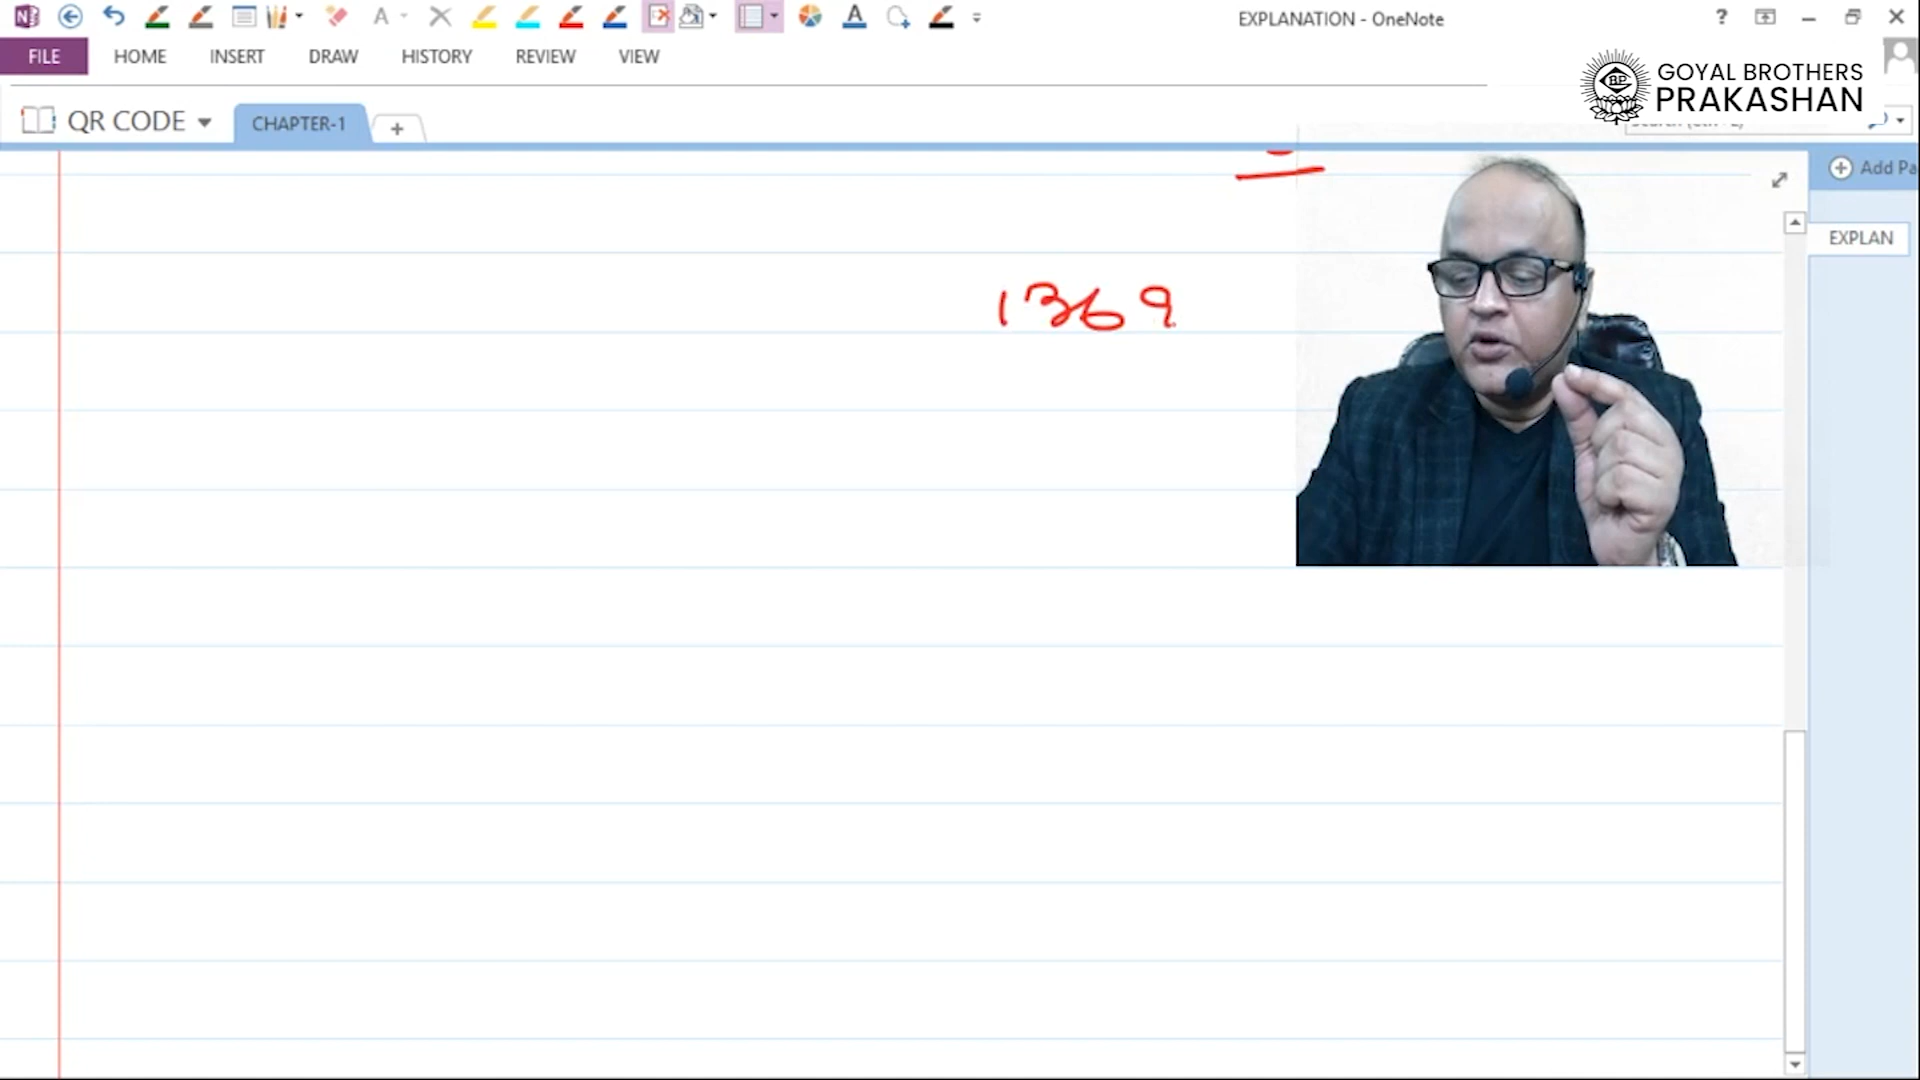 EXPLANATION - OneNote
?
FILE HOME INSERT DRAW HISTORY REVIEW VIEW
GOYAL BROTHERS
PRAKASHAN
BP
QR CODE CHAPTER-1 +
Add Pa
EXPLAN
1369